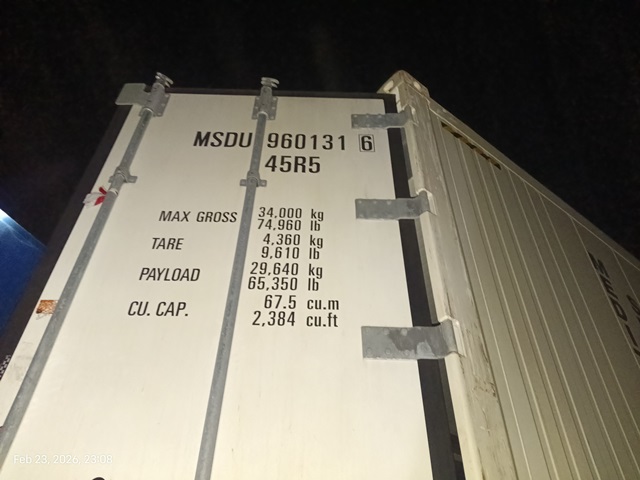 MSDU 960131 6
45R5
MAX GROSS 34,000 kg
74,960 lb
TARE 4,360 kg
9,610 lb
PAYLOAD 29,640 kg
65,350 lb
CU. CAP. 67.5 cu.m
2,384 cu.ft
MSDU
Feb 23, 2026 23:08